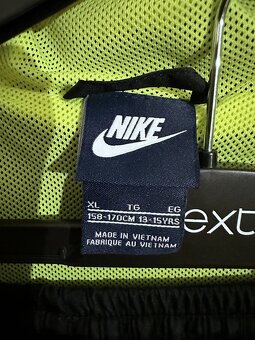 NIKE
XL TG EG
158-170CM 13-15YRS
MADE IN VIETNAM
FABRIQUE AU VIETNAM
ext